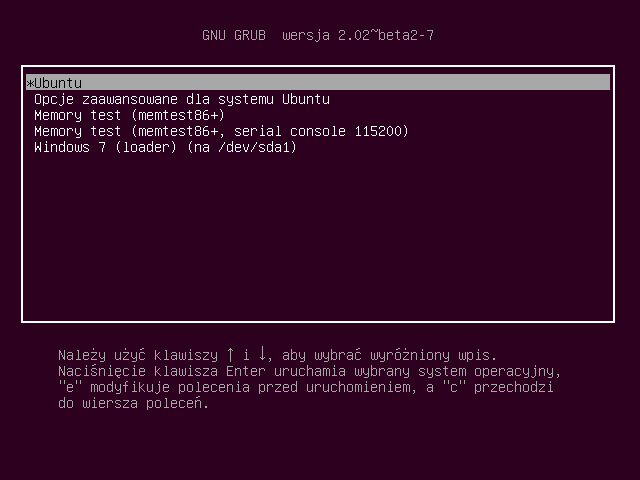 GNU GRUB  wersja 2.02~beta2-7
*Ubuntu
Opcje zaawansowane dla systemu Ubuntu
Memory test (memtest86+)
Memory test (memtest86+, serial console 115200)
Windows 7 (loader) (na /dev/sda1)
Należy użyć klawiszy ↑ i ↓, aby wybrać wyróżniony wpis.
Naciśnięcie klawisza Enter uruchamia wybrany system operacyjny,
"e" modyfikuje polecenia przed uruchomieniem, a "c" przechodzi
do wiersza poleceń.